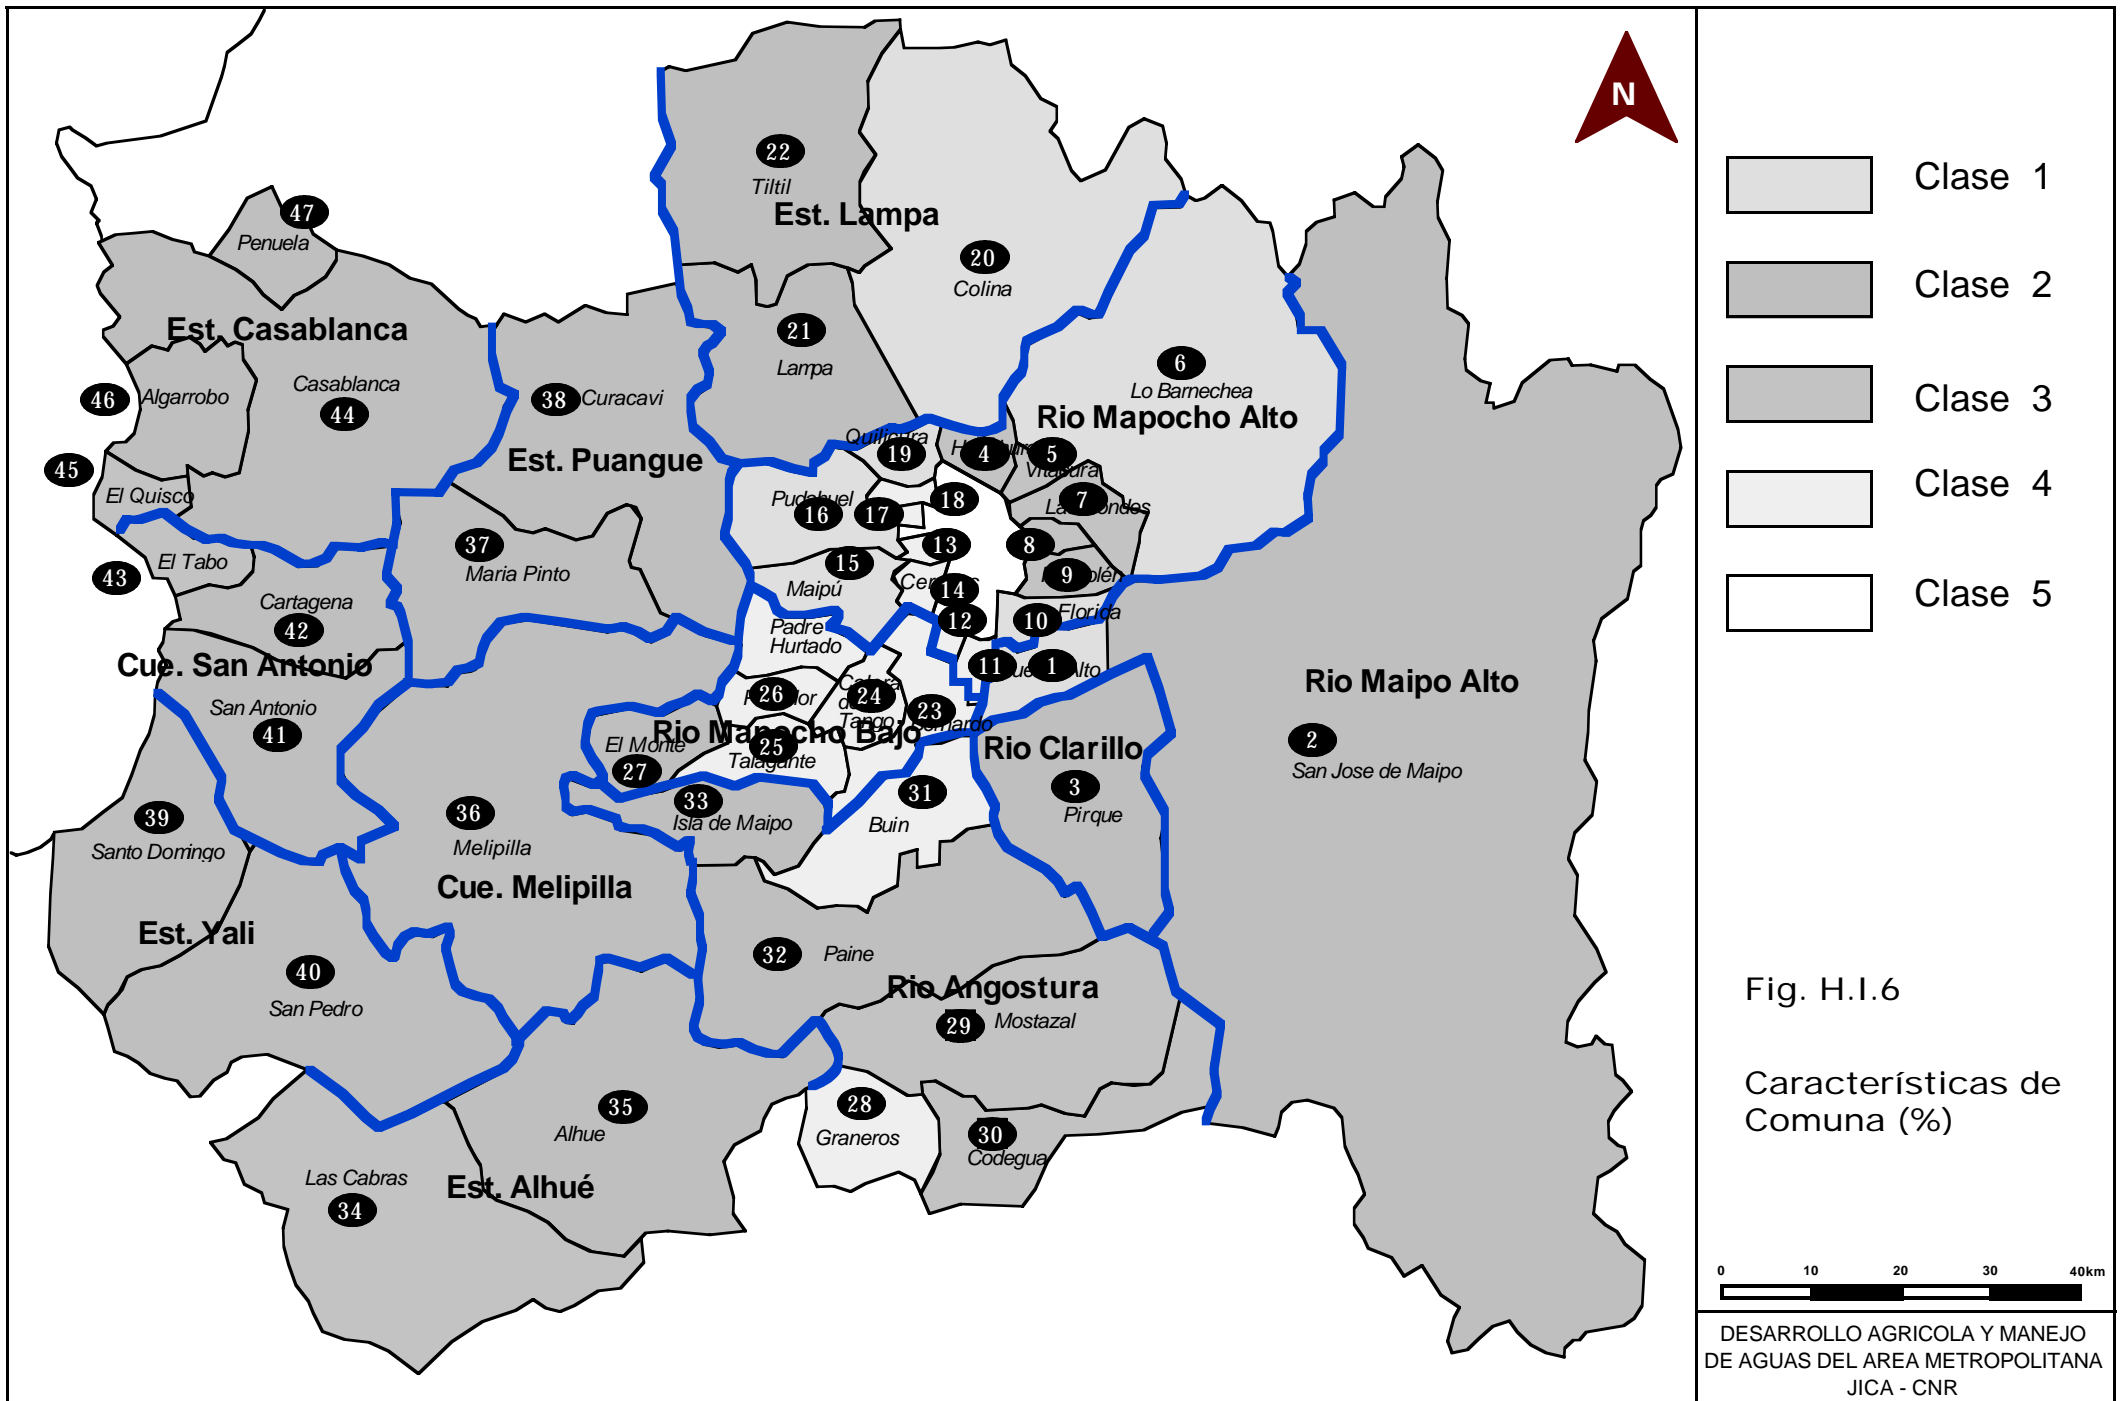 N
22
Tiltil
Est. Lampa
47
Penuela
20
Colina
Est. Casablanca
21
Lampa
6
Lo Barnechea
Rio Mapocho Alto
46
Algarrobo
Casablanca
44
38
Curacavi
Est. Puangue
19
4
5
45
El Quisco
Pudahuel
16
17
18
7
37
Maria Pinto
13
8
15
Maipú
9
43
El Tabo
14
Cartagena
42
12
10
Florida
Padre
Hurtado
Cue. San Antonio
11
1
Alto
Rio Maipo Alto
San Antonio
41
26
24
Tango
23
Rio Mapocho Bajo
El Monte
27
25
Talagante
Rio Clarillo
2
San Jose de Maipo
3
Pirque
39
Santo Domingo
36
Melipilla
33
Isla de Maipo
31
Buin
Cue. Melipilla
Est. Yali
40
San Pedro
32
Paine
Rio Angostura
29
Mostazal
35
Alhue
28
Graneros
30
Codegua
Las Cabras
34
Est. Alhué
Clase 1
Clase 2
Clase 3
Clase 4
Clase 5
Fig. H.I.6
Características de
Comuna (%)
0 10 20 30 40km
DESARROLLO AGRICOLA Y MANEJO
DE AGUAS DEL AREA METROPOLITANA
JICA - CNR